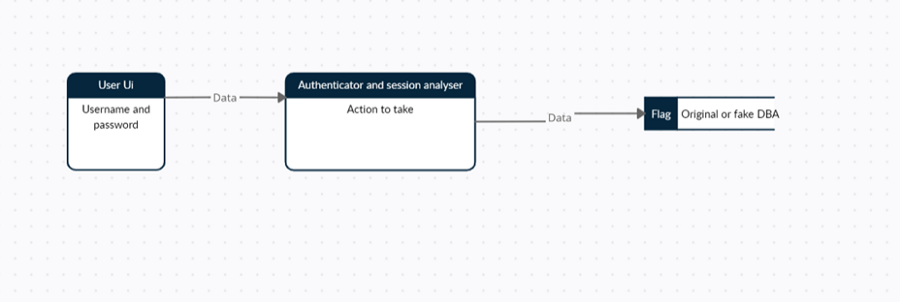 User Ui
Username and
password
Data
Authenticator and session analyser
Action to take
Data
Flag
Original or fake DBA